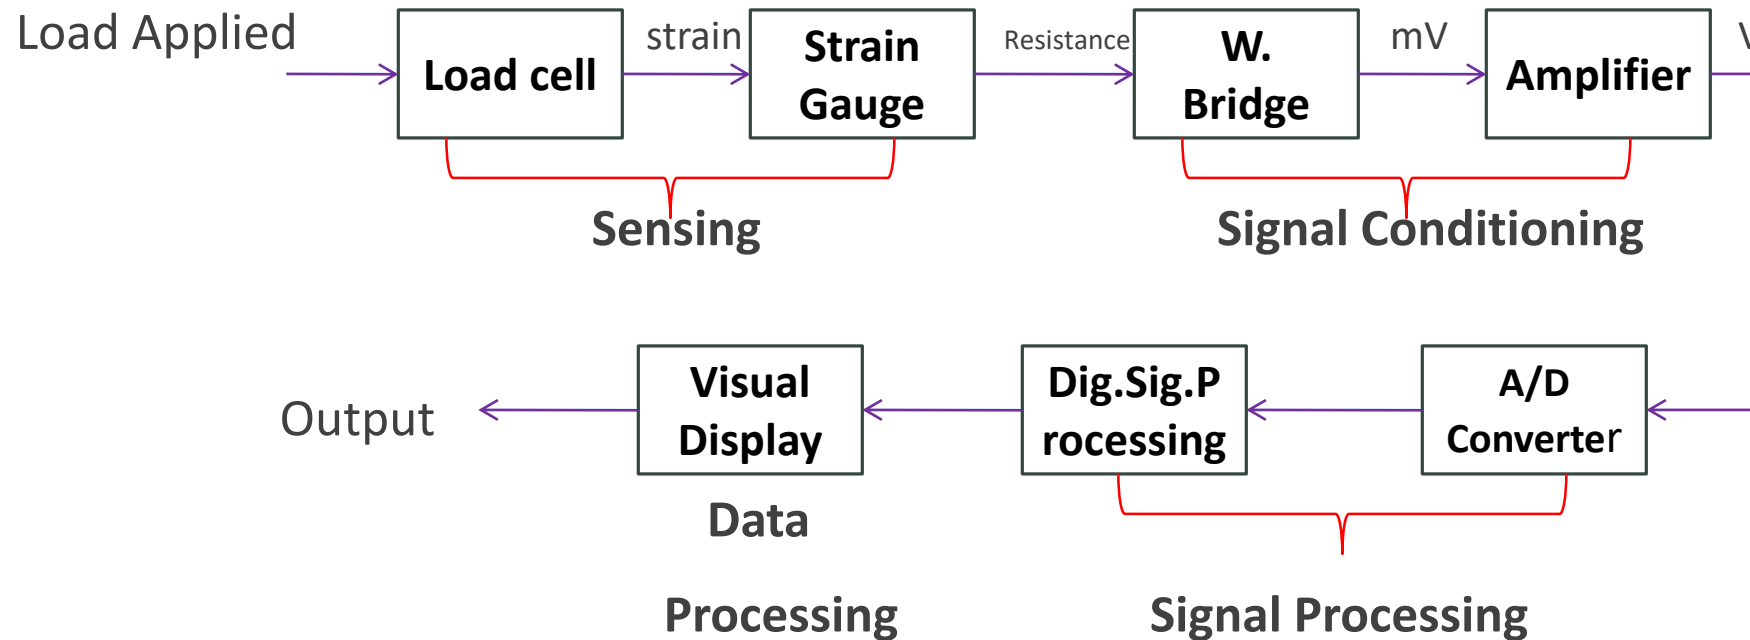 Load Applied
Load cell
strain
Strain
Gauge
Resistance
W.
Bridge
mV
Amplifier
V
Sensing
Signal Conditioning
Output
Visual
Display
Dig.Sig.P
rocessing
A/D
Converter
Data
Processing
Signal Processing